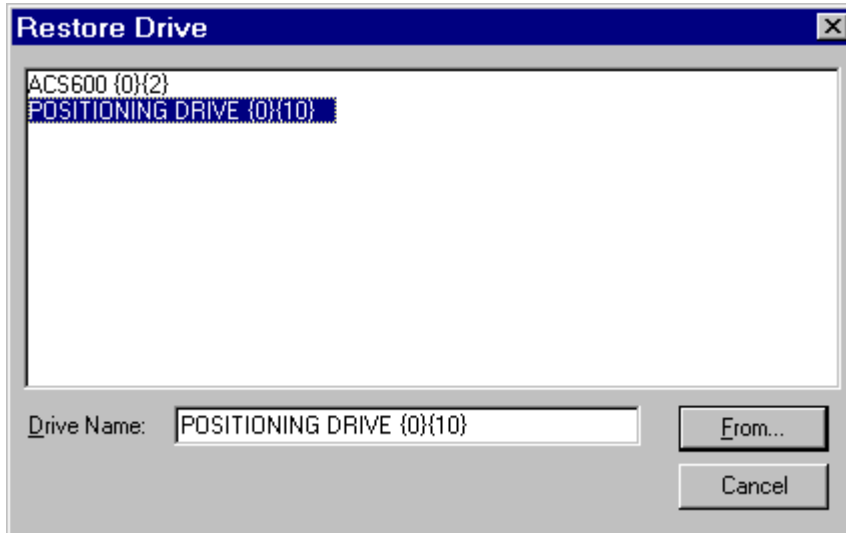 Restore Drive
ACS600 {0}{2}
POSITIONING DRIVE {0}{10}
Drive Name: POSITIONING DRIVE {0}{10} From...
Cancel